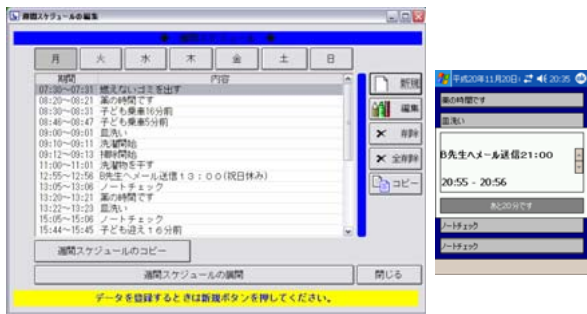 週間スケジュールの編集
◆ 週間スケジュール ◆
月 火 水 木 金 土 日
期間 内容
07:30～07:31 燃えないゴミを出す
08:20～08:21 薬の時間です
08:30～08:31 子ども乗車16分前
08:46～08:47 子ども乗車5分前
09:00～09:01 皿洗い
09:10～09:11 洗濯開始
09:12～09:13 掃除開始
11:00～11:01 洗濯物を干す
12:55～12:56 B先生へメール送信13:00(祝日休み)
13:05～13:06 ノートチェック
13:20～13:21 薬の時間です
13:22～13:23 皿洗い
15:05～15:06 ノートチェック
15:44～15:45 子ども迎え16分前
新規
編集
削除
全削除
コピー
週間スケジュールのコピー
週間スケジュールの展開
閉じる
データを登録するときは新規ボタンを押してください。
平成20年11月20日 20:35
薬の時間です
皿洗い
B先生へメール送信21:00
20:55 - 20:56
あと20分です
ノートチェック
ノートチェック